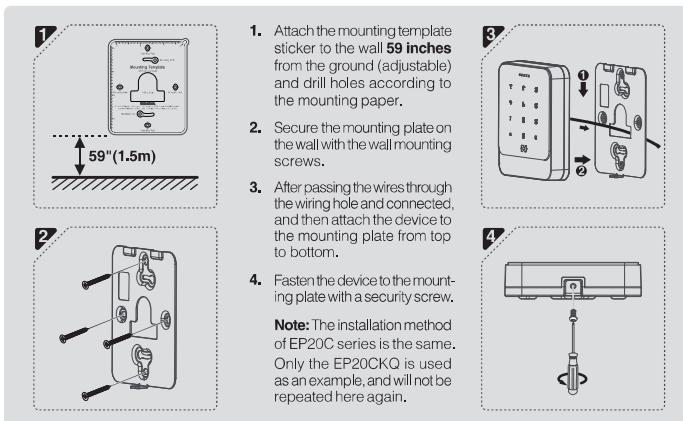 1
Mounting Template
59"(1.5m)
2
1. Attach the mounting template
sticker to the wall 59 inches
from the ground (adjustable)
and drill holes according to
the mounting paper.
2. Secure the mounting plate on
the wall with the wall mounting
screws.
3. After passing the wires through
the wiring hole and connected,
and then attach the device to
the mounting plate from top
to bottom.
4. Fasten the device to the mount-
ing plate with a security screw.
Note: The installation method
of EP20C series is the same.
Only the EP20CKQ is used
as an example, and will not be
repeated here again.
3
1
2
4